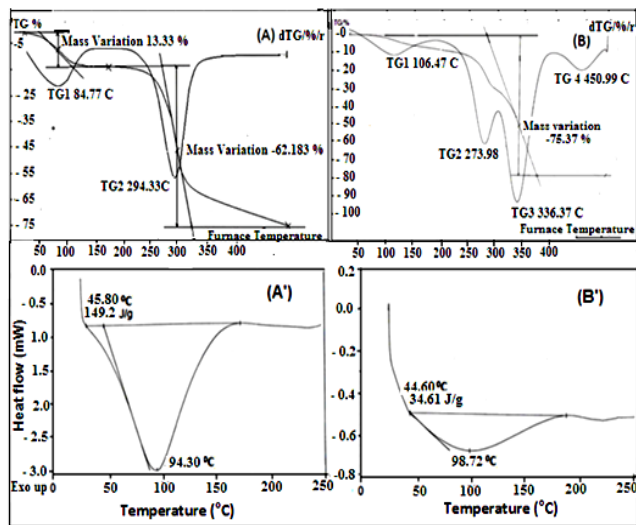 TG %
(A)
dTG/%/r
-5
-15
-25
-35
-45
-55
-65
-75
Mass Variation 13.33 %
TG1 84.77 C
Mass Variation -62.183 %
TG2 294.33C
Furnace Temperature
50 100 150 200 250 300 350 400
TG%
(B)
dTG/%/r
-0
-10
-20
-30
-40
-50
-60
-70
-80
-90
-100
TG1 106.47 C
TG 4 450.99 C
Mass variation
-75.37 %
TG2 273.98
TG3 336.37 C
Furnace Temperature
50 100 150 200 250 300 350 400
(A')
0.0
0.5
1.0
1.5
2.0
2.5
- 3.0
Heat flow (mW)
45.80 ºC
149.2 J/g
94.30 ºC
Exo up
0 50 100 150 200 250
Temperature (°C)
(B')
0.2
0.0
- 0.2
- 0.4
- 0.6
-0.8
44.60 ºC
34.61 J/g
98.72 ºC
0 50 100 150 200 250
Temperature (°C)